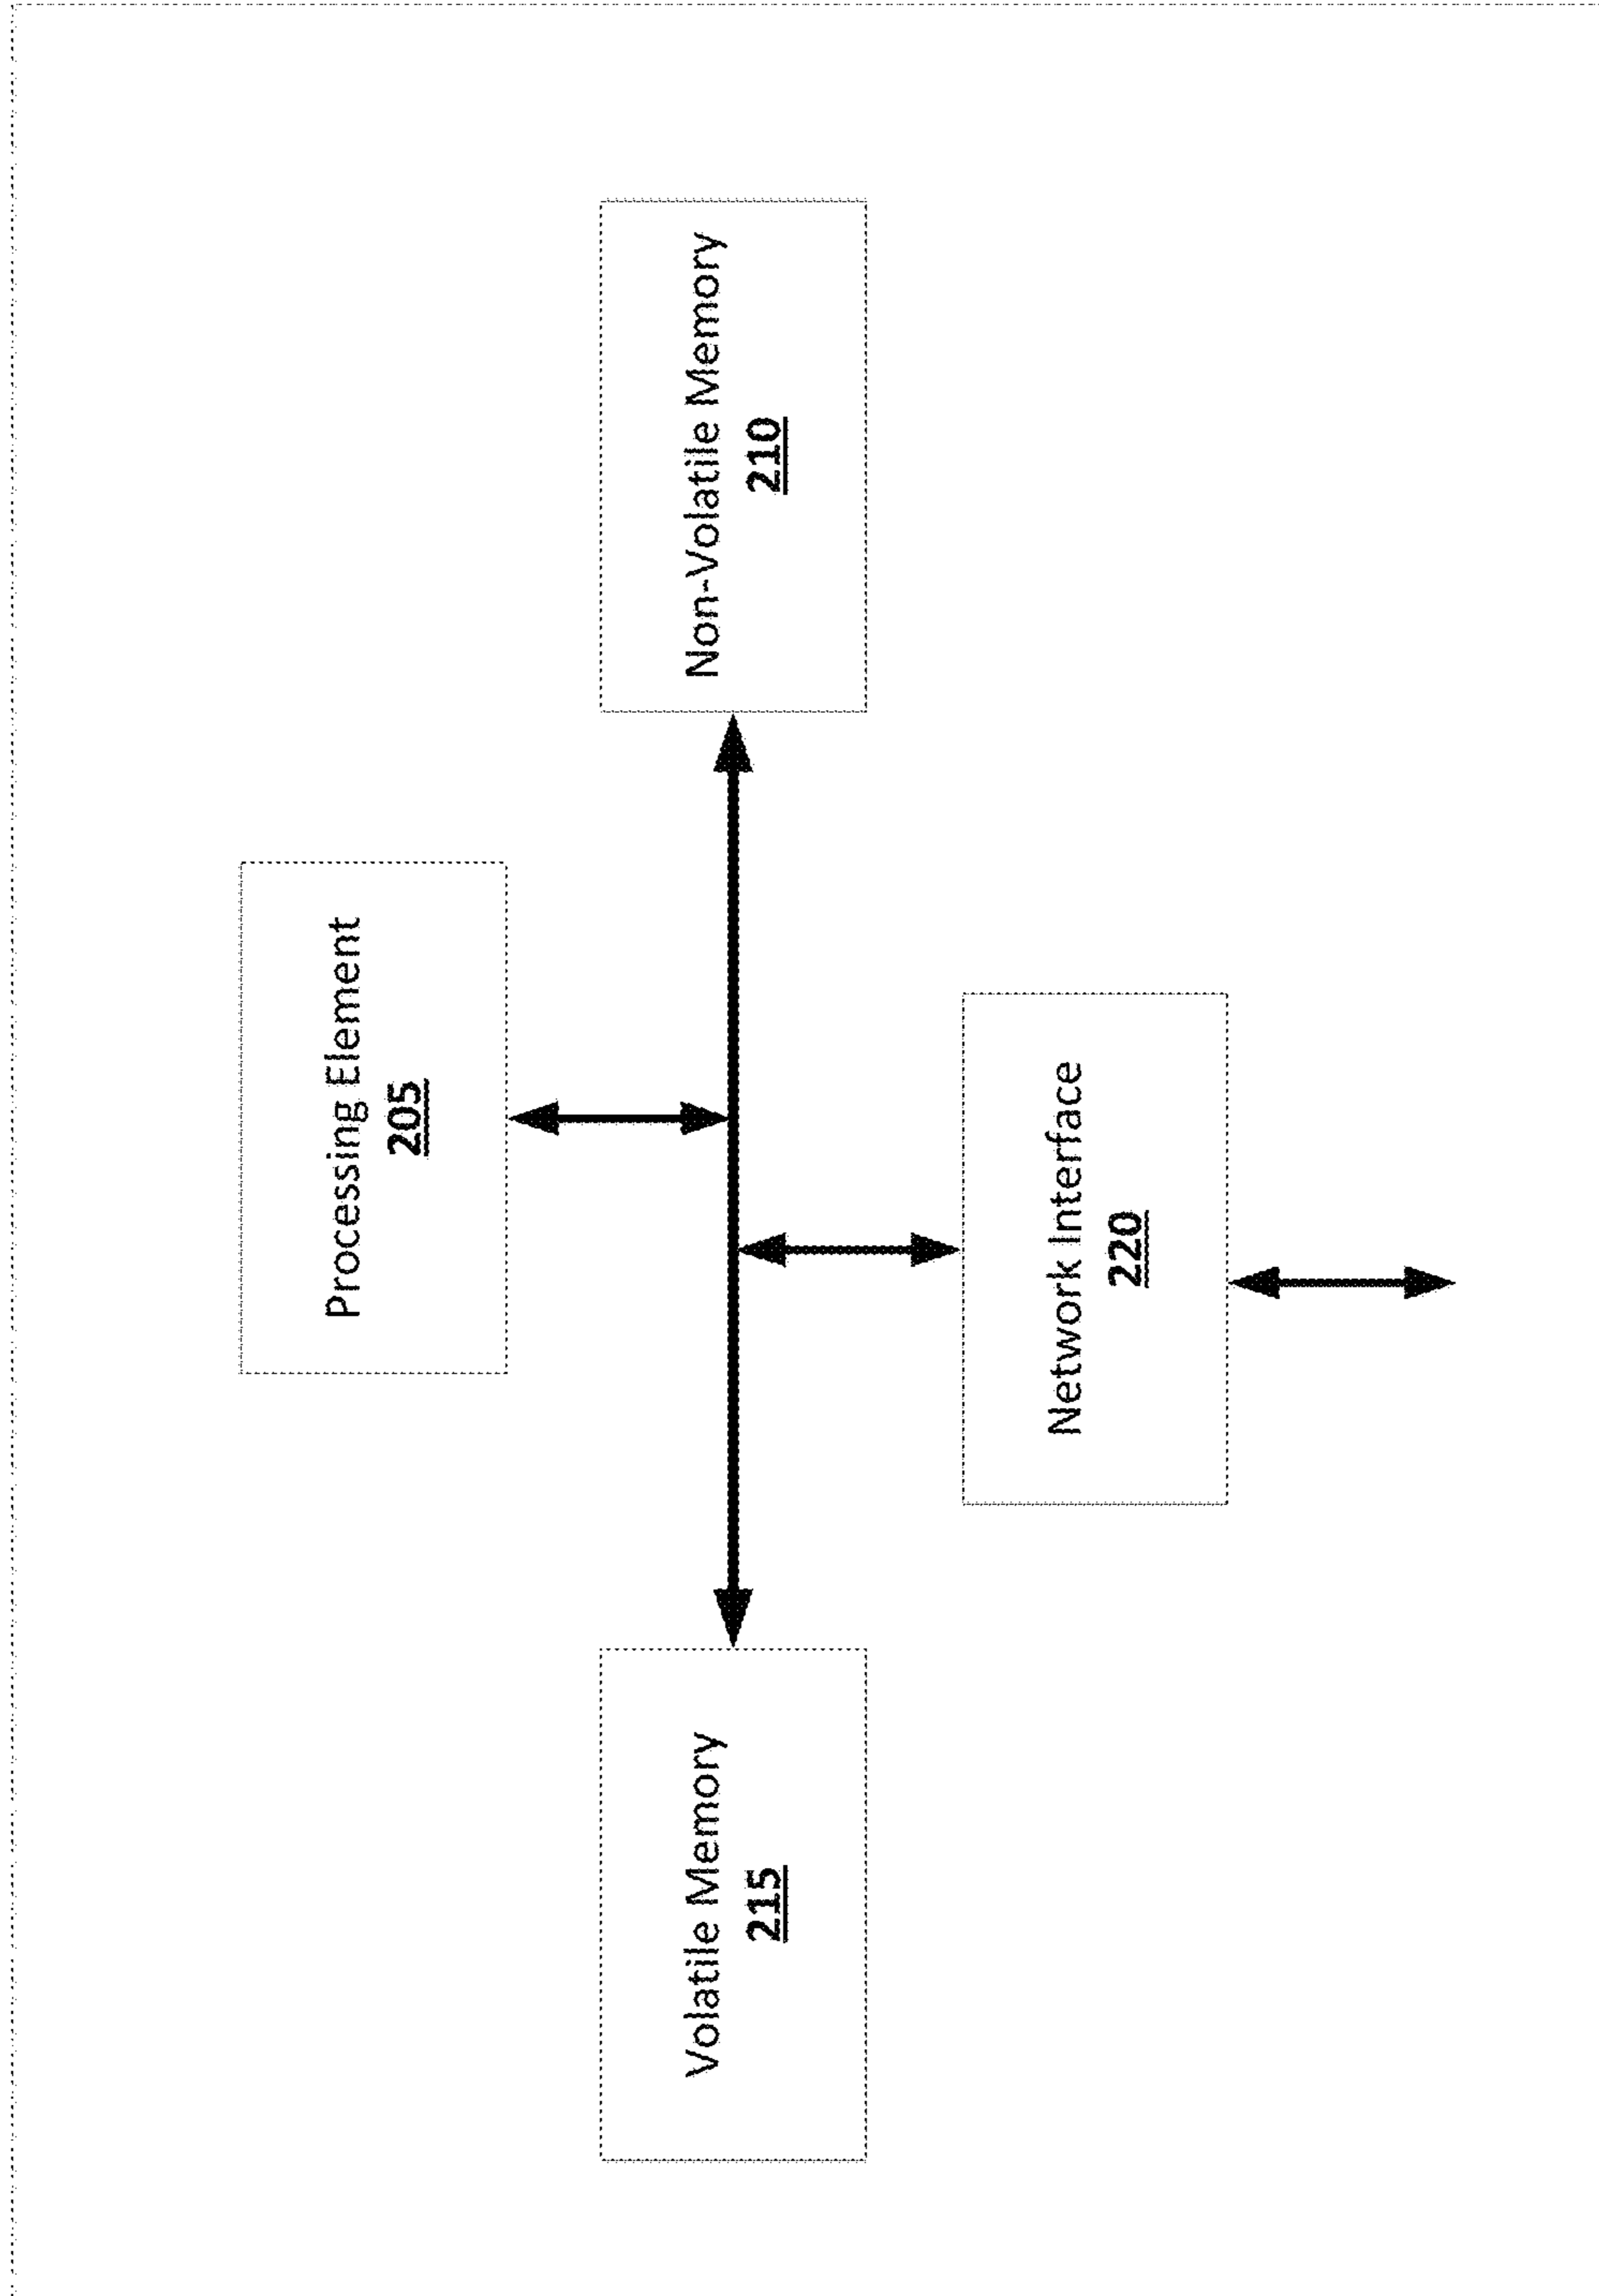 Processing Element
205
Volatile Memory
215
Non-Volatile Memory
210
Network Interface
220